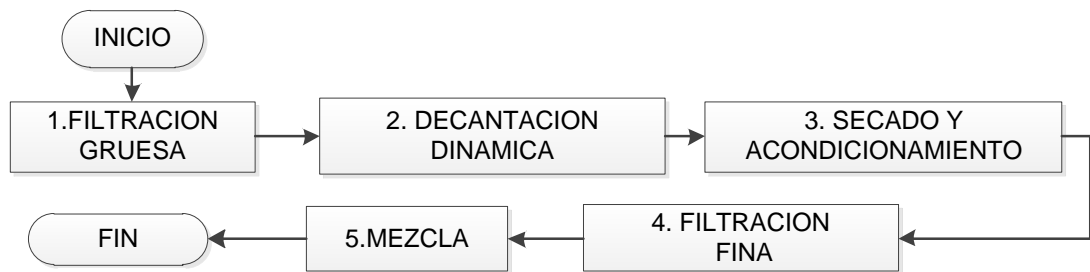 INICIO
1.FILTRACION
GRUESA
2. DECANTACION
DINAMICA
3. SECADO Y
ACONDICIONAMIENTO
4. FILTRACION
FINA
5.MEZCLA
FIN